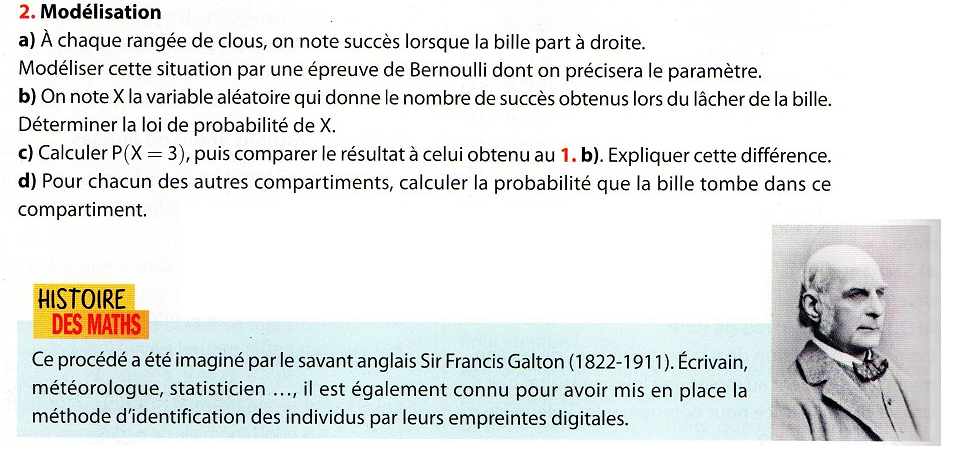 2. Modélisation
a) À chaque rangée de clous, on note succès lorsque la bille part à droite.
Modéliser cette situation par une épreuve de Bernoulli dont on précisera le paramètre.
b) On note X la variable aléatoire qui donne le nombre de succès obtenus lors du lâcher de la bille.
Déterminer la loi de probabilité de X.
c) Calculer P(X = 3), puis comparer le résultat à celui obtenu au 1. b). Expliquer cette différence.
d) Pour chacun des autres compartiments, calculer la probabilité que la bille tombe dans ce
compartiment.
HISTOIRE
DES MATHS
Ce procédé a été imaginé par le savant anglais Sir Francis Galton (1822-1911). Écrivain,
météorologue, statisticien …, il est également connu pour avoir mis en place la
méthode d'identification des individus par leurs empreintes digitales.